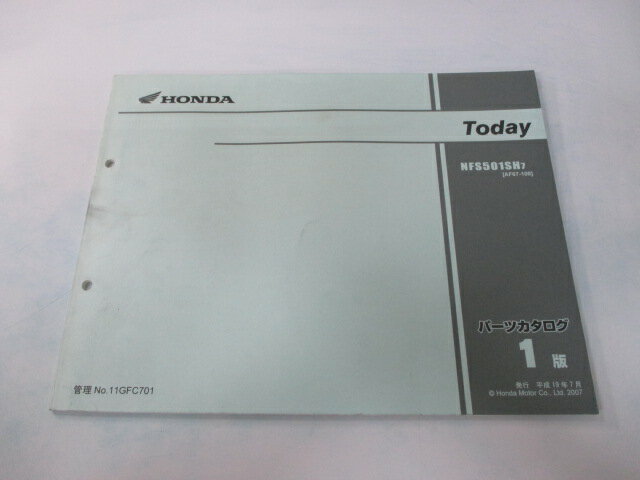 HONDA
Today
NFS501SH7
[AF67-100]
パーツカタログ
1版
発行 平成19年7月
© Honda Motor Co., Ltd. 2007
管理 No.11GFC701